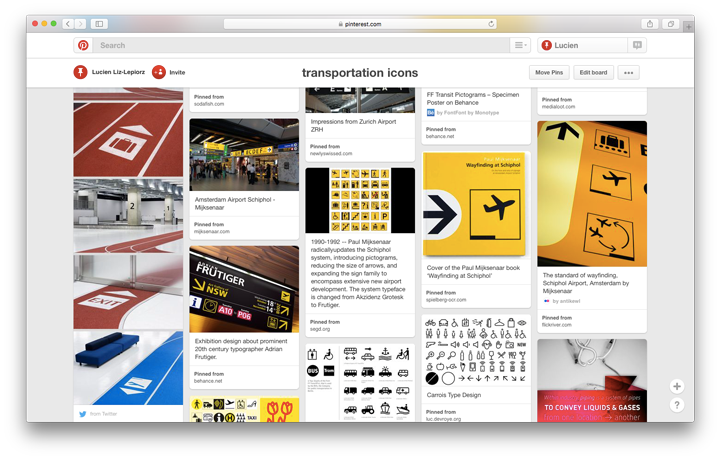 pinterest.com
Search
Lucien
Lucien Liz-Lepiorz
Invite
transportation icons
Move Pins
Edit board
EXIT
from Twitter
Pinned from
sodafish.com
Amsterdam Airport Schiphol -
Mijksenaar
Pinned from
mijksenaar.com
FRUTIGER
NSW
A10 - P06
Exhibition design about prominent
20th century typographer Adrian
Frutiger.
Pinned from
behance.net
TAXI
Impressions from Zurich Airport
ZRH
Pinned from
newlyswissed.com
1990-1992 -- Paul Mijksenaar
radicallyupdates the Schiphol
system, introducing pictograms,
reducing the size of arrows, and
expanding the sign family to
encompass extensive new airport
development. The system typeface
is changed from Akzidenz Grotesk
to Frutiger.
Pinned from
segd.org
BUS
Tram
FF Transit Pictograms – Specimen
Poster on Behance
by FontFont by Monotype
Pinned from
behance.net
Paul Mijksenaar
Wayfinding at Schiphol
Cover of the Paul Mijksenaar book
'Wayfinding at Schiphol'
Pinned from
spielberg-ocr.com
NEW
Carrois Type Design
Pinned from
luc.devroye.org
Pinned from
medialoot.com
The standard of wayfinding,
Schiphol Airport, Amsterdam by
Mijksenaar
by antikewl
Pinned from
flickriver.com
TO CONVEY LIQUIDS & GASES
another